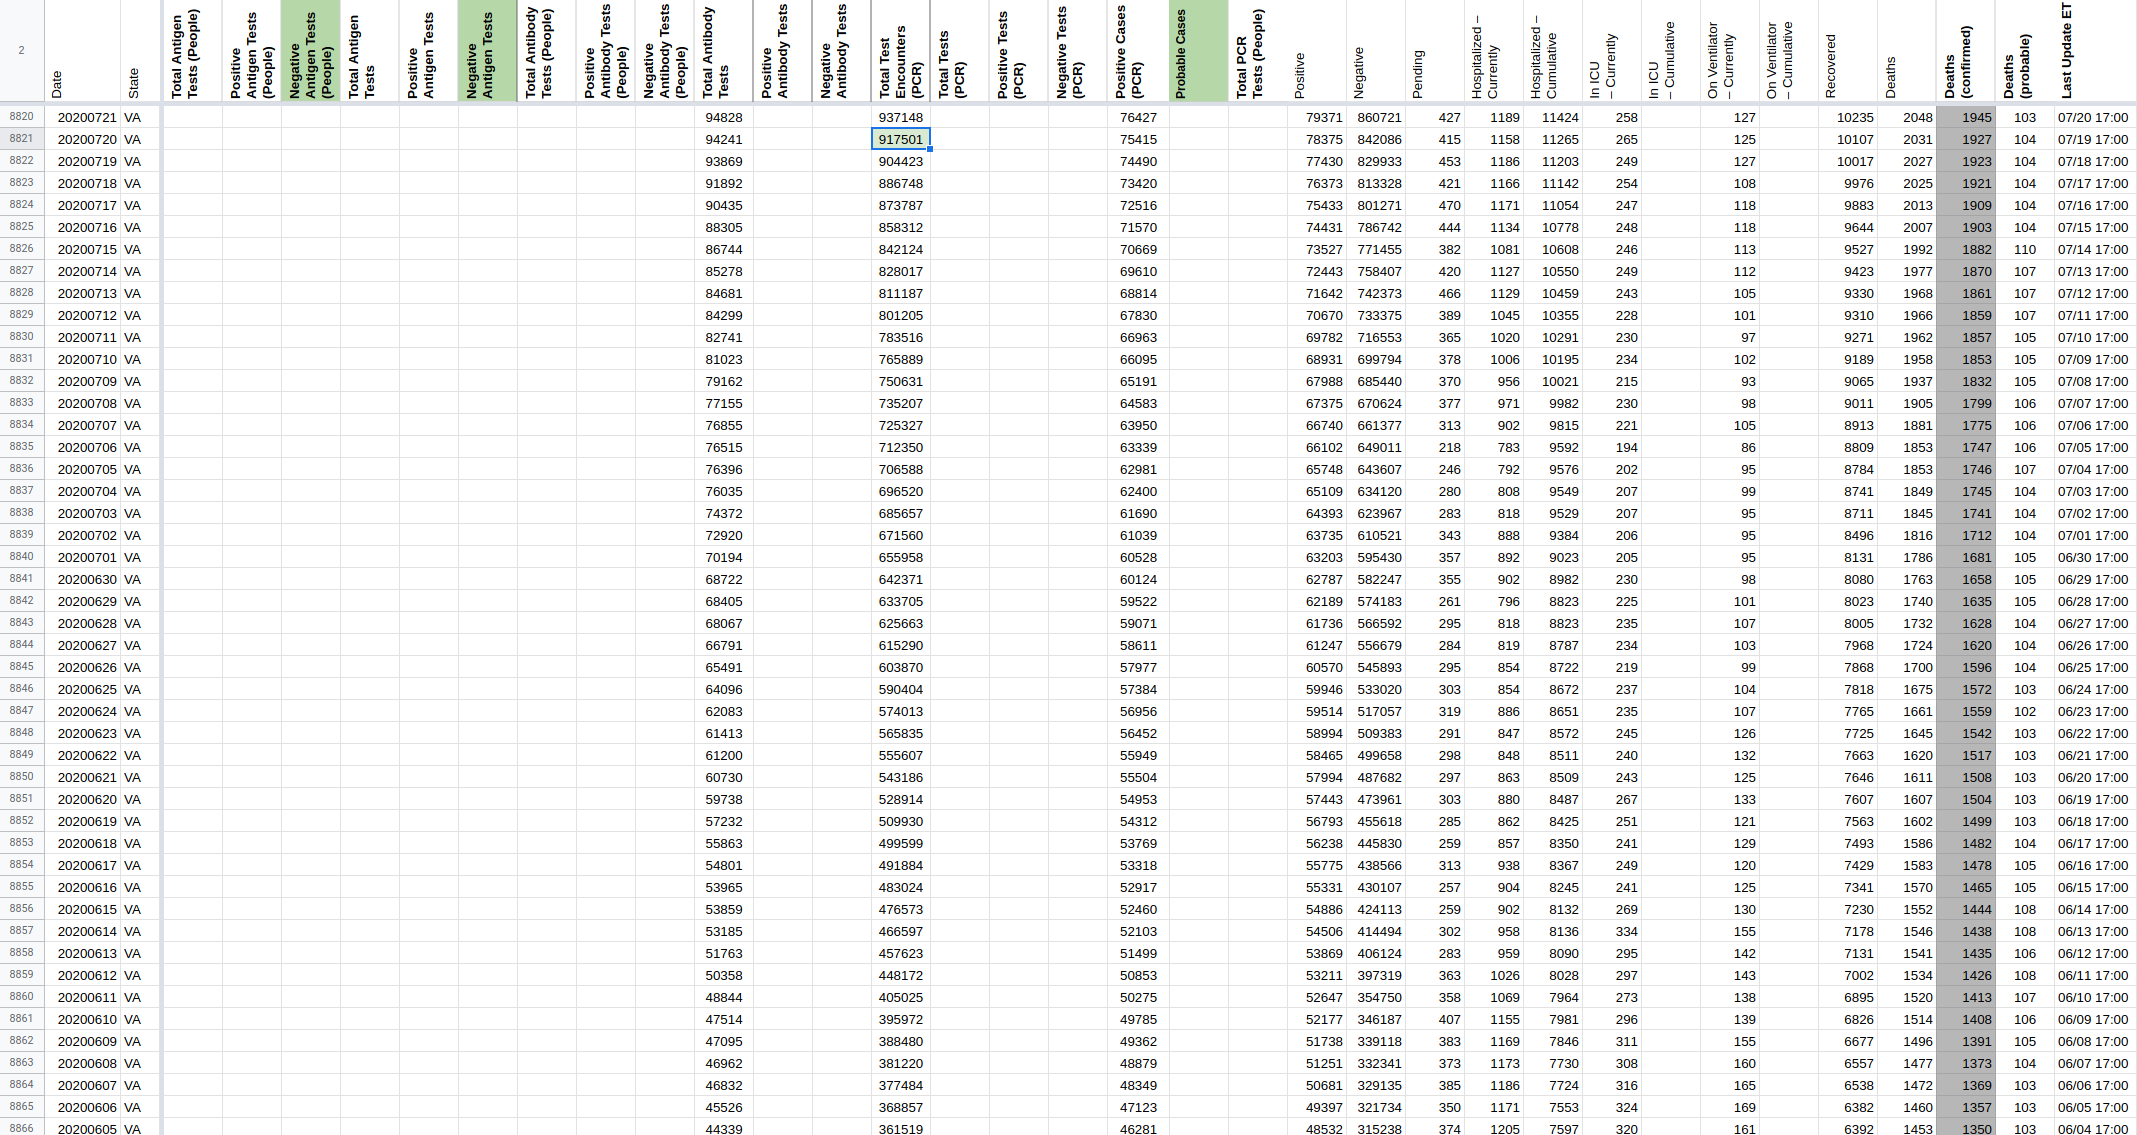 2 Date State Total Antigen Tests (People) Positive Antigen Tests (People) Negative Antigen Tests (People) Total Antigen Tests Positive Antigen Tests Negative Antigen Tests Total Antibody Tests (People) Positive Antibody Tests (People) Negative Antibody Tests (People) Total Antibody Tests Positive Antibody Tests Negative Antibody Tests Total Test Encounters (PCR) Total Tests (PCR) Positive Tests (PCR) Negative Tests (PCR) Positive Cases (PCR) Probable Cases Total PCR Tests (People) Positive Negative Pending Hospitalized – Currently Hospitalized – Cumulative In ICU – Currently In ICU – Cumulative On Ventilator – Currently On Ventilator – Cumulative Recovered Deaths Deaths (confirmed) Deaths (probable) Last Update ET
8820 20200721 VA 94828 937148 76427 79371 860721 427 1189 11424 258 127 10235 2048 1945 103 07/20 17:00
8821 20200720 VA 94241 917501 75415 78375 842086 415 1158 11265 265 125 10107 2031 1927 104 07/19 17:00
8822 20200719 VA 93869 904423 74490 77430 829933 453 1186 11203 249 127 10017 2027 1923 104 07/18 17:00
8823 20200718 VA 91892 886748 73420 76373 813328 421 1166 11142 254 108 9976 2025 1921 104 07/17 17:00
8824 20200717 VA 90435 873787 72516 75433 801271 470 1171 11054 247 118 9883 2013 1909 104 07/16 17:00
8825 20200716 VA 88305 858312 71570 74431 786742 444 1134 10778 248 118 9644 2007 1903 104 07/15 17:00
8826 20200715 VA 86744 842124 70669 73527 771455 382 1081 10608 246 113 9527 1992 1882 110 07/14 17:00
8827 20200714 VA 85278 828017 69610 72443 758407 420 1127 10550 249 112 9423 1977 1870 107 07/13 17:00
8828 20200713 VA 84681 811187 68814 71642 742373 466 1129 10459 243 105 9330 1968 1861 107 07/12 17:00
8829 20200712 VA 84299 801205 67830 70670 733375 389 1045 10355 228 101 9310 1966 1859 107 07/11 17:00
8830 20200711 VA 82741 783516 66963 69782 716553 365 1020 10291 230 97 9271 1962 1857 105 07/10 17:00
8831 20200710 VA 81023 765889 66095 68931 699794 378 1006 10195 234 102 9189 1958 1853 105 07/09 17:00
8832 20200709 VA 79162 750631 65191 67988 685440 370 956 10021 215 93 9065 1937 1832 105 07/08 17:00
8833 20200708 VA 77155 735207 64583 67375 670624 377 971 9982 230 98 9011 1905 1799 106 07/07 17:00
8834 20200707 VA 76855 725327 63950 66740 661377 313 902 9815 221 105 8913 1881 1775 106 07/06 17:00
8835 20200706 VA 76515 712350 63339 66102 649011 218 783 9592 194 86 8809 1853 1747 106 07/05 17:00
8836 20200705 VA 76396 706588 62981 65748 643607 246 792 9576 202 95 8784 1853 1746 107 07/04 17:00
8837 20200704 VA 76035 696520 62400 65109 634120 280 808 9549 207 99 8741 1849 1745 104 07/03 17:00
8838 20200703 VA 74372 685657 61690 64393 623967 283 818 9529 207 95 8711 1845 1741 104 07/02 17:00
8839 20200702 VA 72920 671560 61039 63735 610521 343 888 9384 206 95 8496 1816 1712 104 07/01 17:00
8840 20200701 VA 70194 655958 60528 63203 595430 357 892 9023 205 95 8131 1786 1681 105 06/30 17:00
8841 20200630 VA 68722 642371 60124 62787 582247 355 902 8982 230 98 8080 1763 1658 105 06/29 17:00
8842 20200629 VA 68405 633705 59522 62189 574183 261 796 8823 225 101 8023 1740 1635 105 06/28 17:00
8843 20200628 VA 68067 625663 59071 61736 566592 295 818 8823 235 107 8005 1732 1628 104 06/27 17:00
8844 20200627 VA 66791 615290 58611 61247 556679 284 819 8787 234 103 7968 1724 1620 104 06/26 17:00
8845 20200626 VA 65491 603870 57977 60570 545893 295 854 8722 219 99 7868 1700 1596 104 06/25 17:00
8846 20200625 VA 64096 590404 57384 59946 533020 303 854 8672 237 104 7818 1675 1572 103 06/24 17:00
8847 20200624 VA 62083 574013 56956 59514 517057 319 886 8651 235 107 7765 1661 1559 102 06/23 17:00
8848 20200623 VA 61413 565835 56452 58994 509383 291 847 8572 245 126 7725 1645 1542 103 06/22 17:00
8849 20200622 VA 61200 555607 55949 58465 499658 298 848 8511 240 132 7663 1620 1517 103 06/21 17:00
8850 20200621 VA 60730 543186 55504 57994 487682 297 863 8509 243 125 7646 1611 1508 103 06/20 17:00
8851 20200620 VA 59738 528914 54953 57443 473961 303 880 8487 267 133 7607 1607 1504 103 06/19 17:00
8852 20200619 VA 57232 509930 54312 56793 455618 285 862 8425 251 121 7563 1602 1499 103 06/18 17:00
8853 20200618 VA 55863 499599 53769 56238 445830 259 857 8350 241 129 7493 1586 1482 104 06/17 17:00
8854 20200617 VA 54801 491884 53318 55775 438566 313 938 8367 249 120 7429 1583 1478 105 06/16 17:00
8855 20200616 VA 53965 483024 52917 55331 430107 257 904 8245 241 125 7341 1570 1465 105 06/15 17:00
8856 20200615 VA 53859 476573 52460 54886 424113 259 902 8132 269 130 7230 1552 1444 108 06/14 17:00
8857 20200614 VA 53185 466597 52103 54506 414494 302 958 8136 334 155 7178 1546 1438 108 06/13 17:00
8858 20200613 VA 51763 457623 51499 53869 406124 283 959 8090 295 142 7131 1541 1435 106 06/12 17:00
8859 20200612 VA 50358 448172 50853 53211 397319 363 1026 8028 297 143 7002 1534 1426 108 06/11 17:00
8860 20200611 VA 48844 405025 50275 52647 354750 358 1069 7964 273 138 6895 1520 1413 107 06/10 17:00
8861 20200610 VA 47514 395972 49785 52177 346187 407 1155 7981 296 139 6826 1514 1408 106 06/09 17:00
8862 20200609 VA 47095 388480 49362 51738 339118 383 1169 7846 311 155 6677 1496 1391 105 06/08 17:00
8863 20200608 VA 46962 381220 48879 51251 332341 373 1173 7730 308 160 6557 1477 1373 104 06/07 17:00
8864 20200607 VA 46832 377484 48349 50681 329135 385 1186 7724 316 165 6538 1472 1369 103 06/06 17:00
8865 20200606 VA 45526 368857 47123 49397 321734 350 1171 7553 324 169 6382 1460 1357 103 06/05 17:00
8866 20200605 VA 44339 361519 46281 48532 315238 374 1205 7597 320 161 6392 1453 1350 103 06/04 17:00